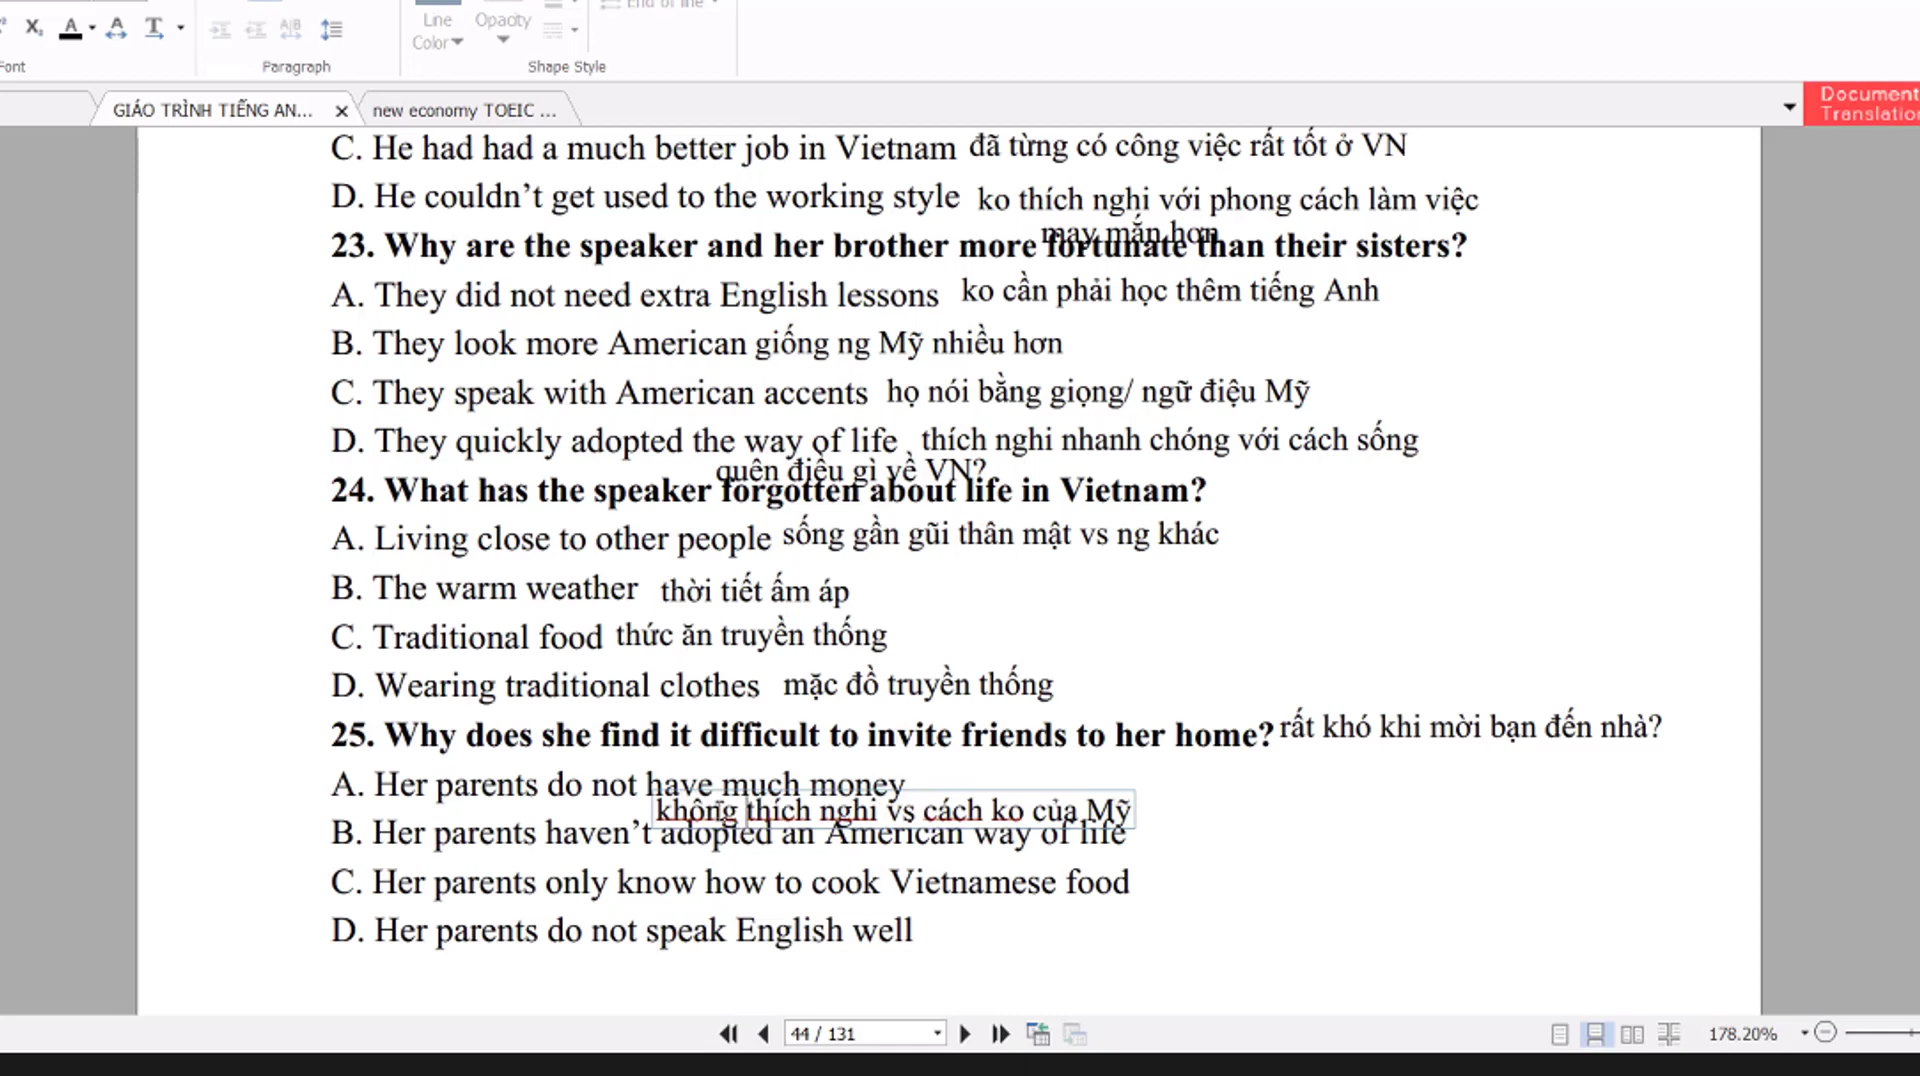 Line Opacity
Color
Font Paragraph Shape Style
GIÁO TRÌNH TIẾNG AN... new economy TOEIC ...
Document
Translation
C. He had had a much better job in Vietnam đã từng có công việc rất tốt ở VN
D. He couldn’t get used to the working style ko thích nghi với phong cách làm việc
may mắn hơn
23. Why are the speaker and her brother more fortunate than their sisters?
A. They did not need extra English lessons ko cần phải học thêm tiếng Anh
B. They look more American giống ng Mỹ nhiều hơn
C. They speak with American accents họ nói bằng giọng/ ngữ điệu Mỹ
D. They quickly adopted the way of life thích nghi nhanh chóng với cách sống
quên điều gì về VN?
24. What has the speaker forgotten about life in Vietnam?
A. Living close to other people sống gần gũi thân mật vs ng khác
B. The warm weather thời tiết ấm áp
C. Traditional food thức ăn truyền thống
D. Wearing traditional clothes mặc đồ truyền thống
25. Why does she find it difficult to invite friends to her home? rất khó khi mời bạn đến nhà?
A. Her parents do not have much money
không thích nghi vs cách ko của Mỹ
B. Her parents haven’t adopted an American way of life
C. Her parents only know how to cook Vietnamese food
D. Her parents do not speak English well
44 / 131 178.20%